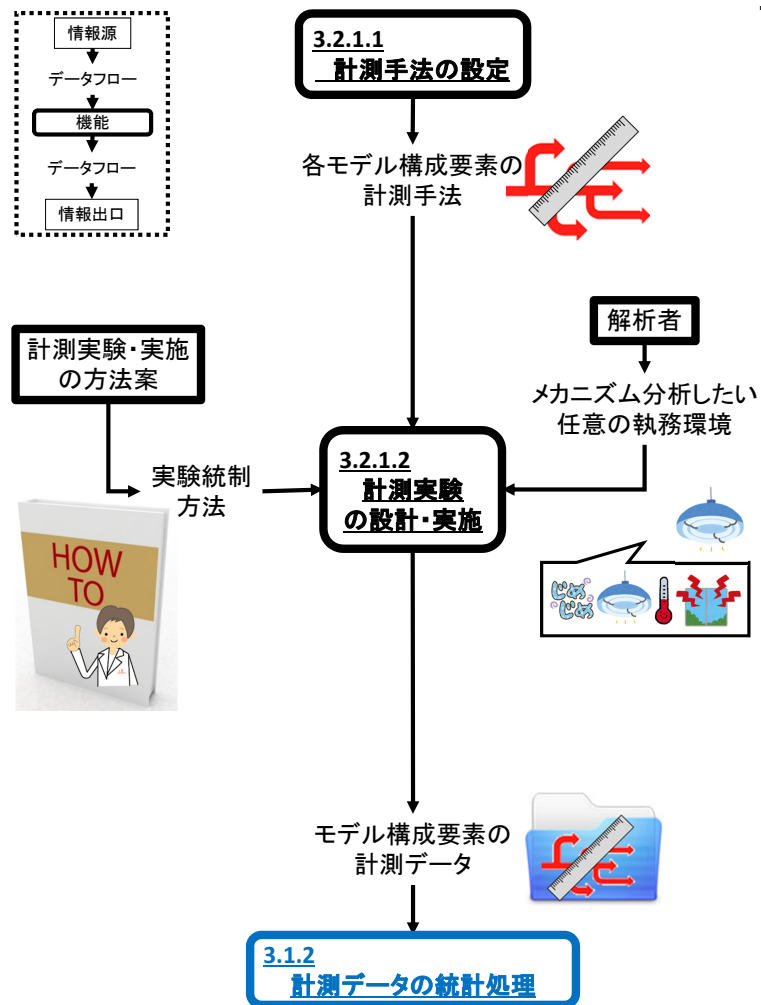 情報源
データフロー
機能
データフロー
情報出口
3.2.1.1
計測手法の設定
各モデル構成要素の
計測手法
解析者
メカニズム分析したい
任意の執務環境
計測実験・実施
の方法案
実験統制
方法
3.2.1.2
計測実験
の設計・実施
HOW
TO
じめ
じめ
モデル構成要素の
計測データ
3.1.2
計測データの統計処理